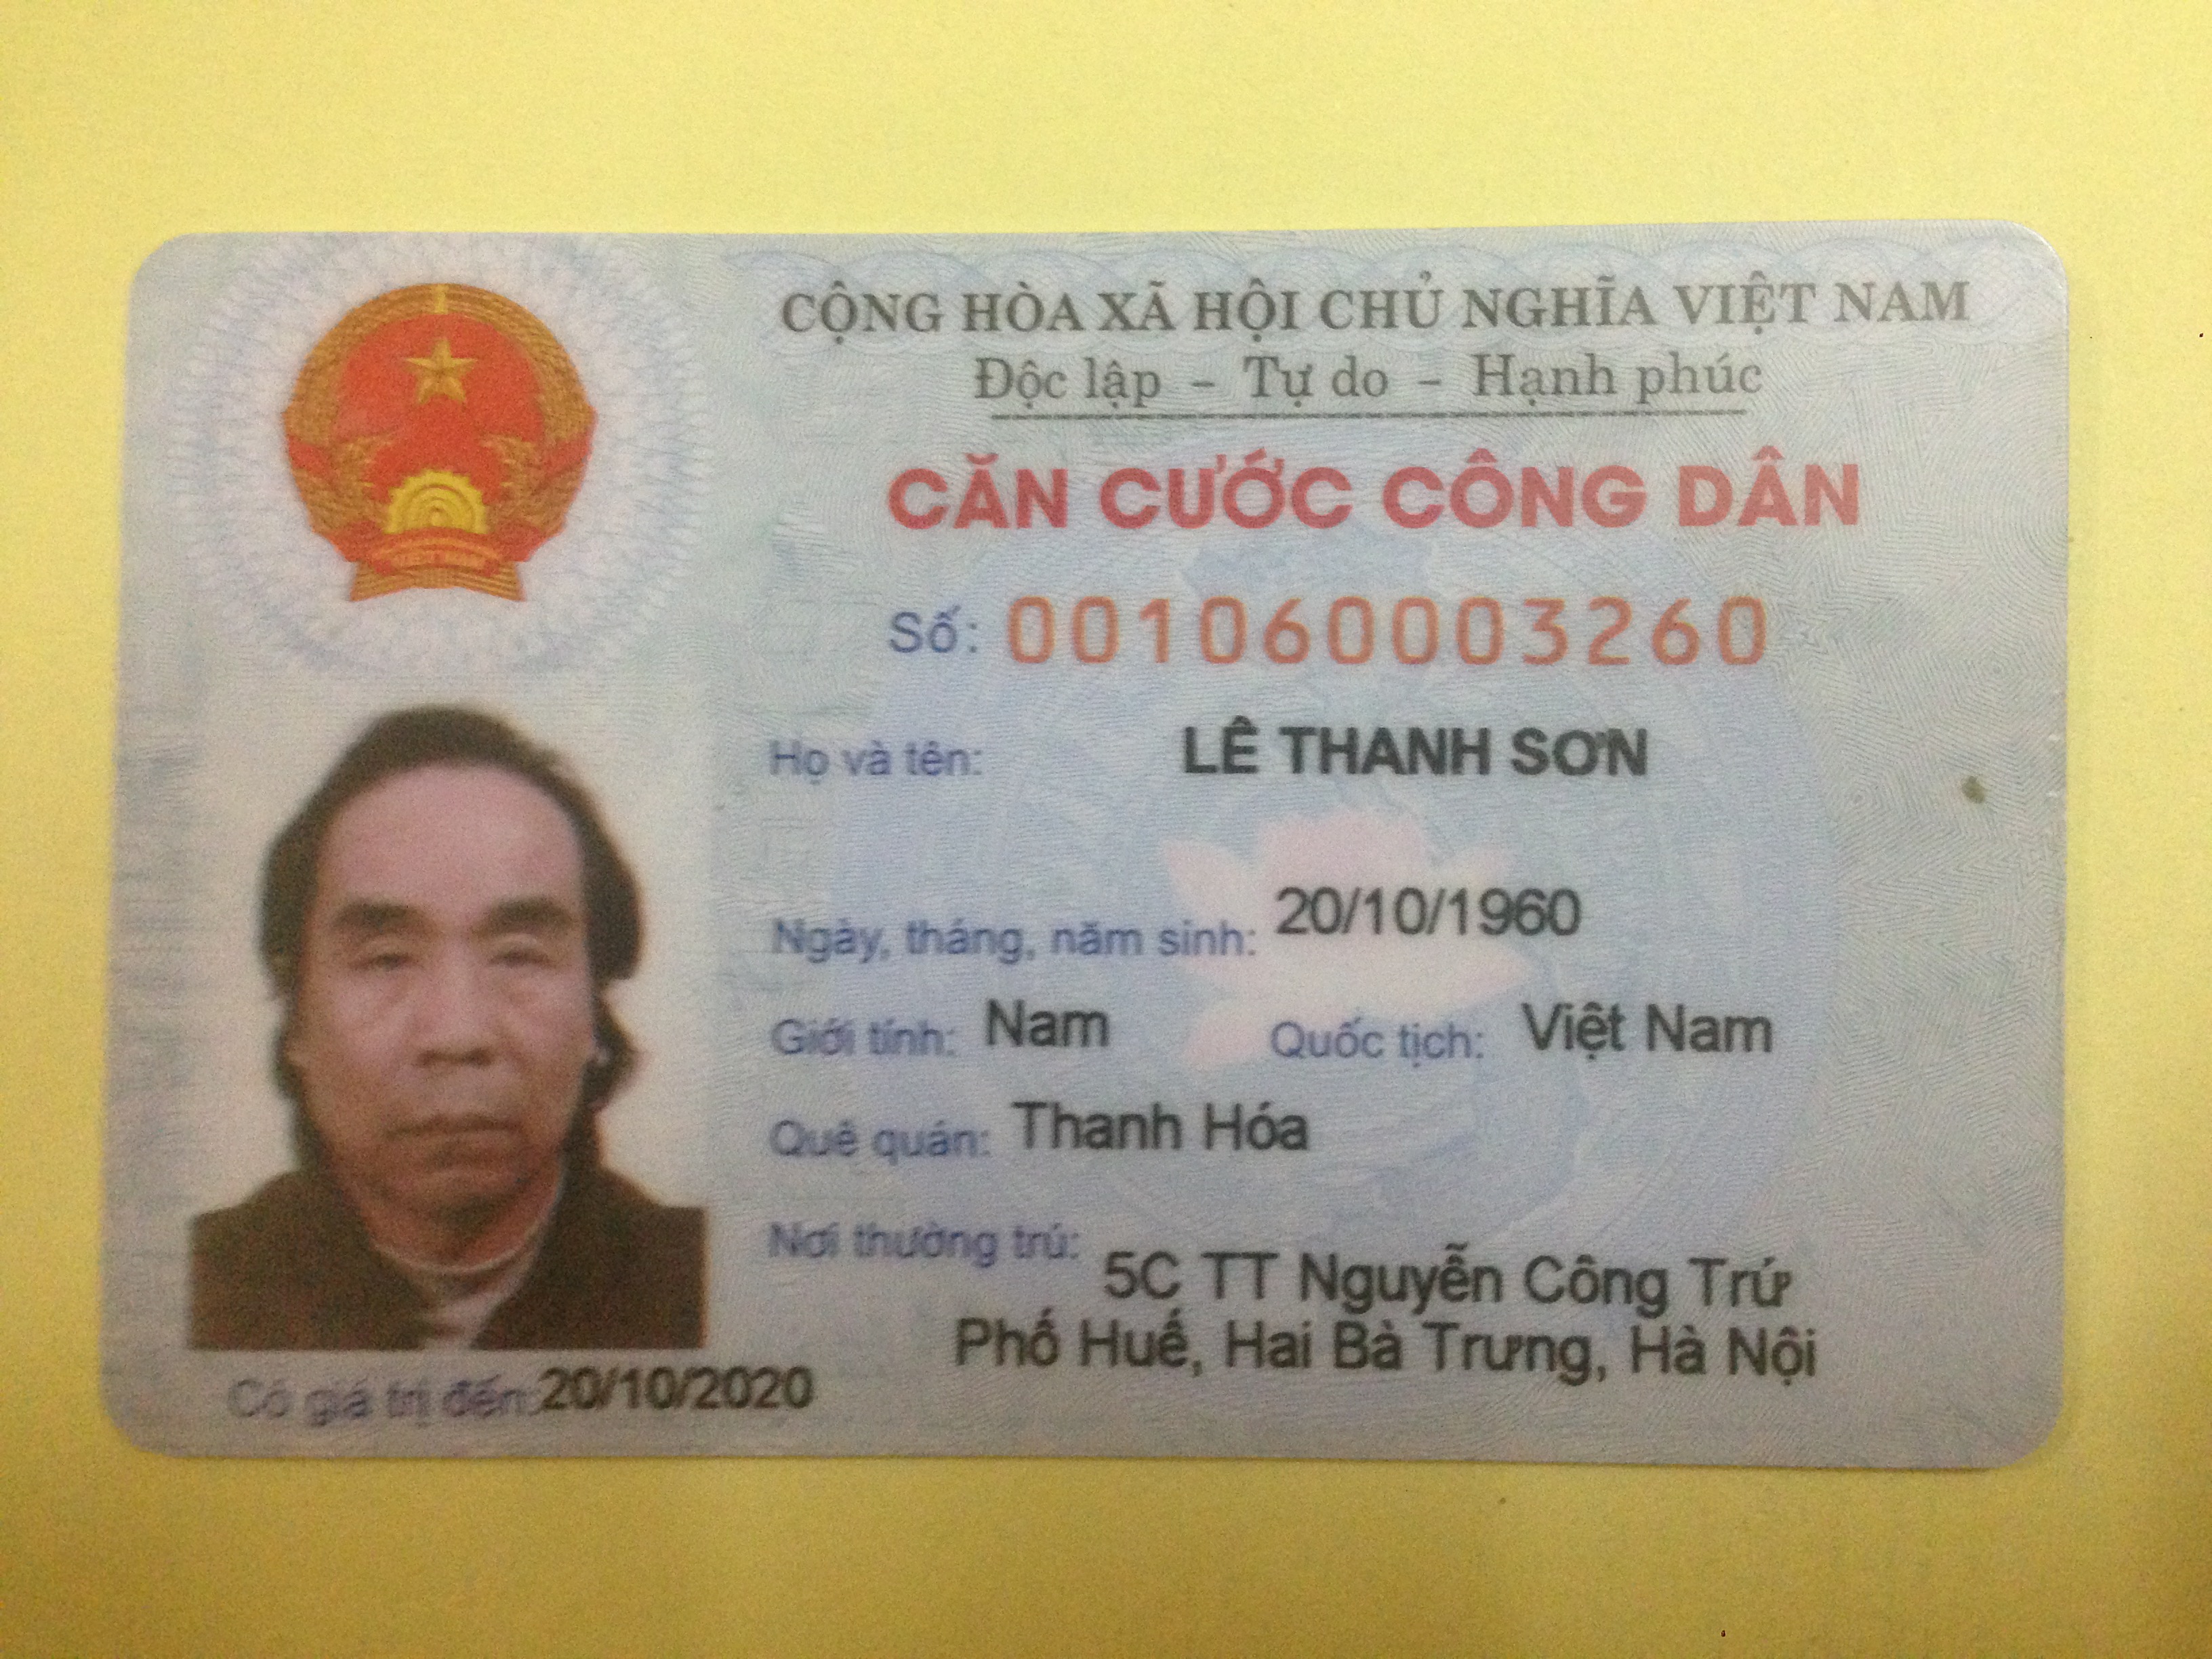 CỘNG HÒA XÃ HỘI CHỦ NGHĨA VIỆT NAM
Độc lập – Tự do – Hạnh phúc
CĂN CƯỚC CÔNG DÂN
Số: 001060003260
Họ và tên: LÊ THANH SƠN
Ngày, tháng, năm sinh: 20/10/1960
Giới tính: Nam Quốc tịch: Việt Nam
Quê quán: Thanh Hóa
Nơi thường trú: 5C TT Nguyễn Công Trứ
Phố Huế, Hai Bà Trưng, Hà Nội
Có giá trị đến: 20/10/2020